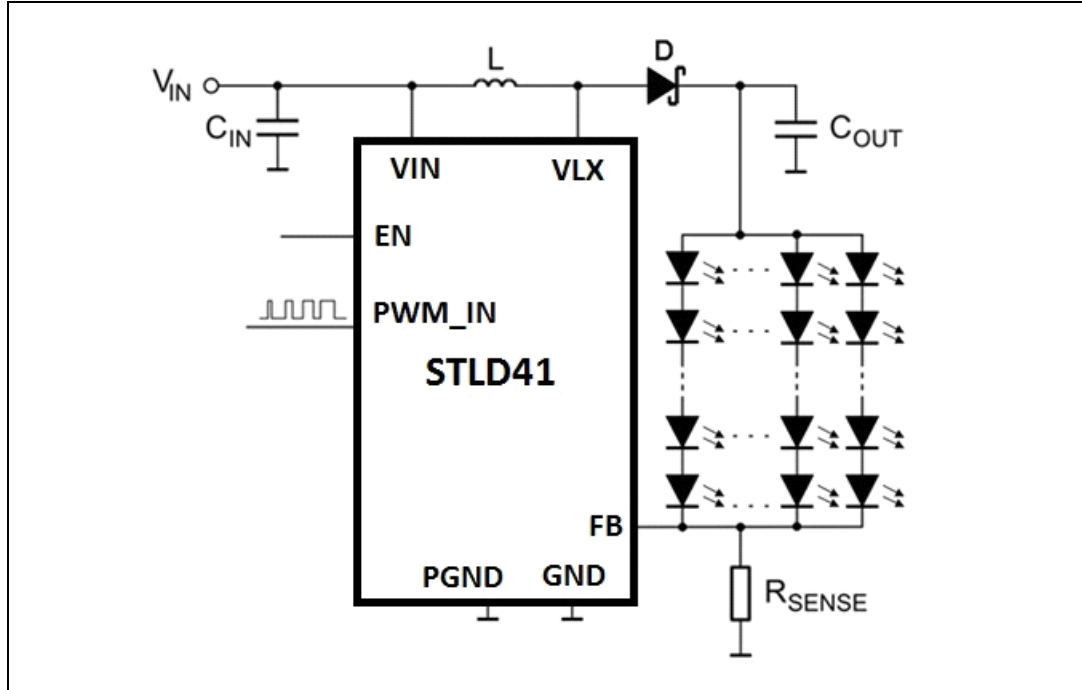 L
D
VIN
CIN
COUT
VIN
VLX
EN
PWM_IN
STLD41
FB
PGND
GND
RSENSE